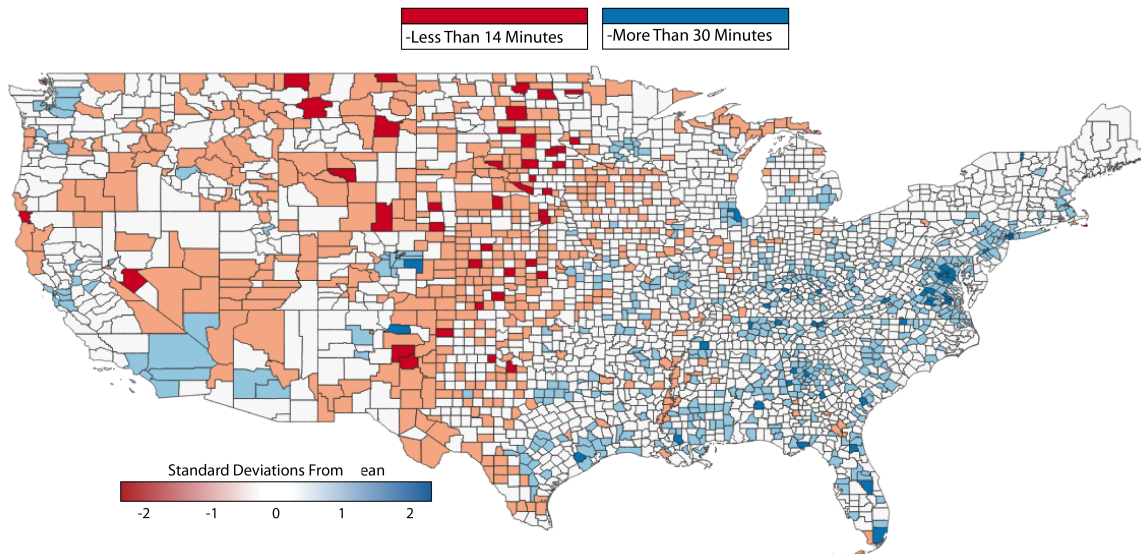 -Less Than 14 Minutes
-More Than 30 Minutes
Standard Deviations From ean
-2 -1 0 1 2